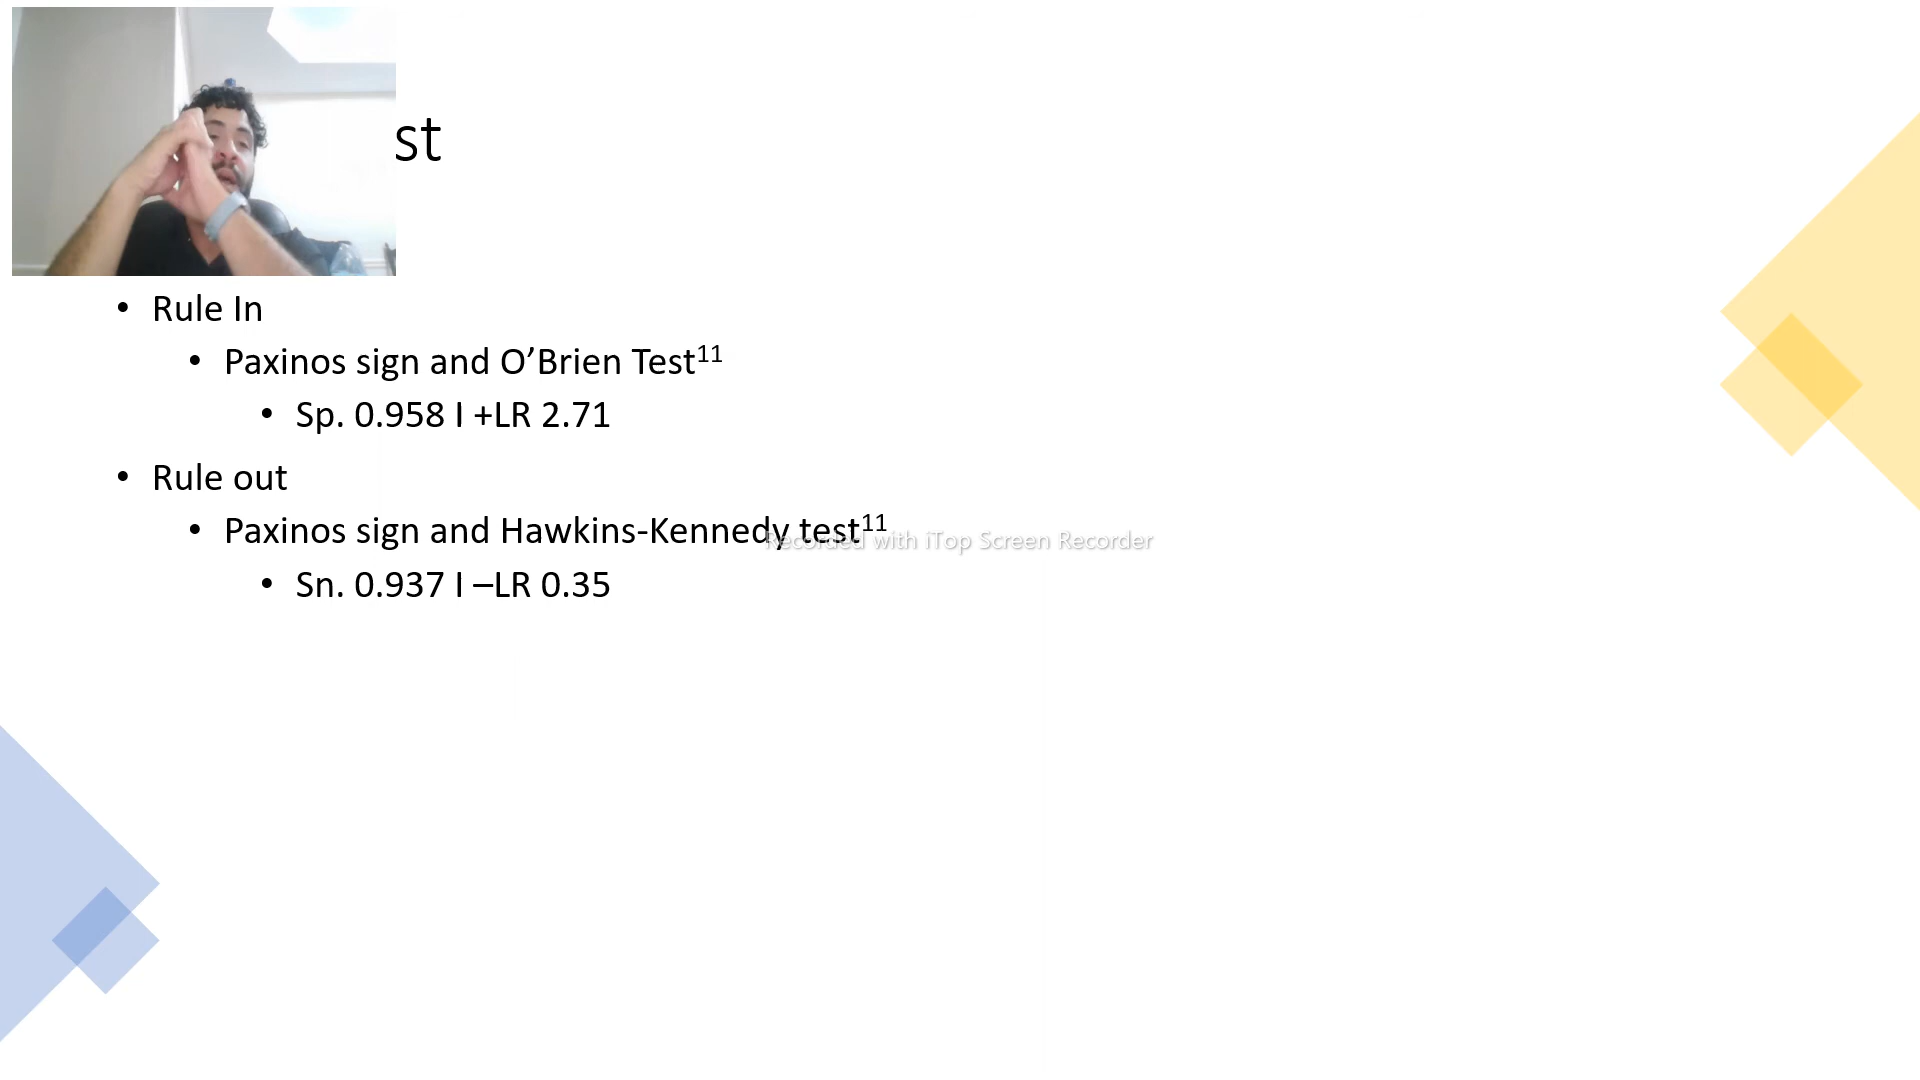 st
• Rule In
• Paxinos sign and O’Brien Test11
• Sp. 0.958 I +LR 2.71
• Rule out
• Paxinos sign and Hawkins-Kennedy test11
Recorded with iTop Screen Recorder
• Sn. 0.937 I –LR 0.35